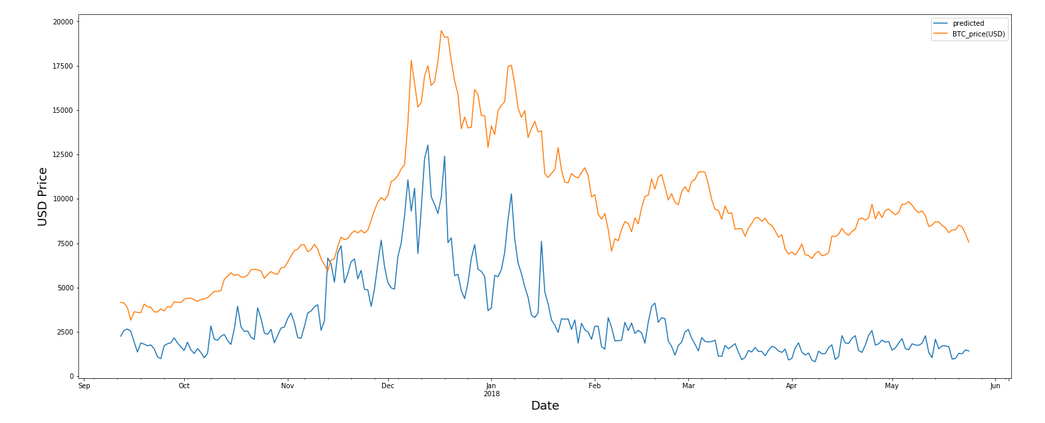 20000
17500
15000
12500
10000
7500
5000
2500
0
USD Price
predicted
BTC_price(USD)
Sep Oct Nov Dec Jan Feb Mar Apr May Jun
2018
Date